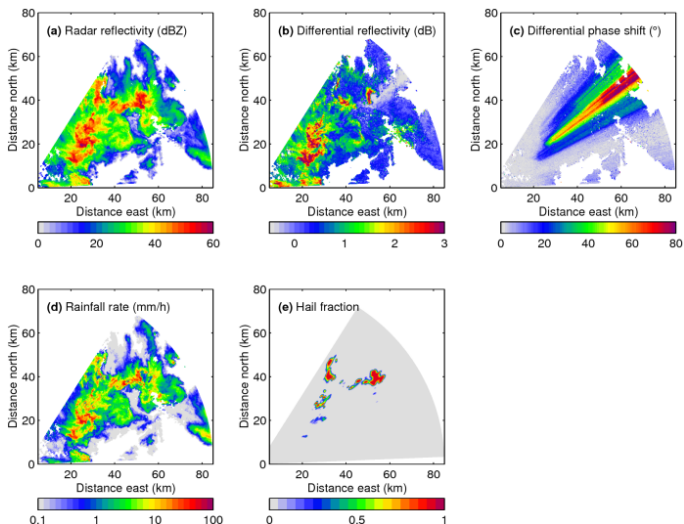 (a) Radar reflectivity (dBZ)
80
60
40
20
0
Distance north (km)
20 40 60 80
Distance east (km)
0 20 40 60
(b) Differential reflectivity (dB)
80
60
40
20
0
Distance north (km)
20 40 60 80
Distance east (km)
0 1 2 3
(c) Differential phase shift (°)
80
60
40
20
0
Distance north (km)
20 40 60 80
Distance east (km)
0 20 40 60 80
(d) Rainfall rate (mm/h)
80
60
40
20
0
Distance north (km)
20 40 60 80
Distance east (km)
0.1 1 10 100
(e) Hail fraction
80
60
40
20
0
Distance north (km)
20 40 60 80
Distance east (km)
0 0.5 1